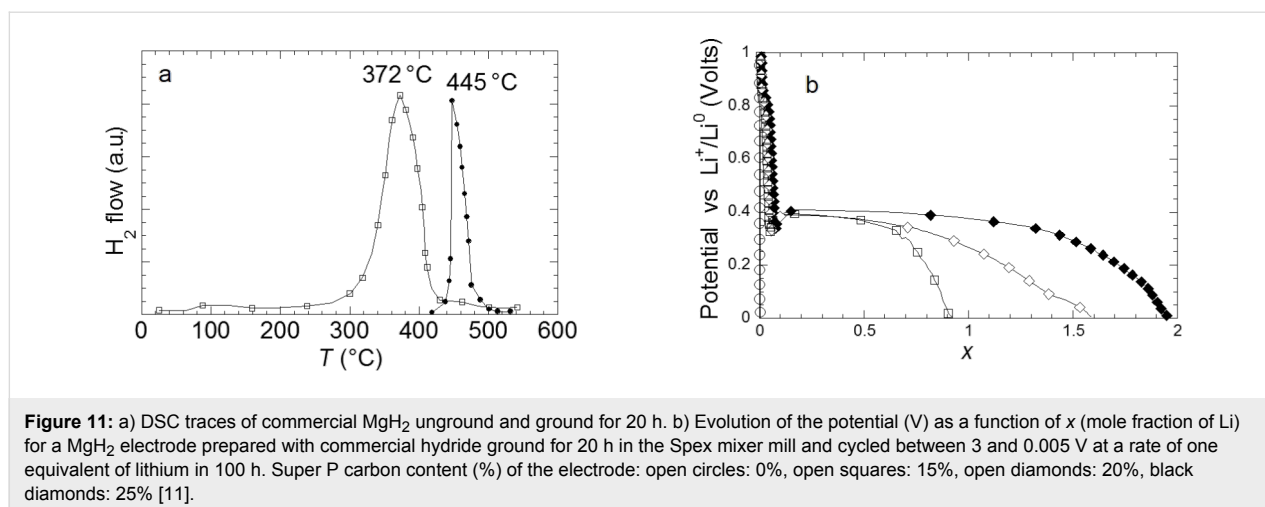 a
372 °C
445 °C
H₂ flow (a.u.)
0
100
200
300
400
500
600
T (°C)
b
Potential vs Li⁺/Li⁰ (Volts)
1
0.8
0.6
0.4
0.2
0
0
0.5
1
1.5
2
x
Figure 11: a) DSC traces of commercial MgH₂ unground and ground for 20 h. b) Evolution of the potential (V) as a function of x (mole fraction of Li)
for a MgH₂ electrode prepared with commercial hydride ground for 20 h in the Spex mixer mill and cycled between 3 and 0.005 V at a rate of one
equivalent of lithium in 100 h. Super P carbon content (%) of the electrode: open circles: 0%, open squares: 15%, open diamonds: 20%, black
diamonds: 25% [11].